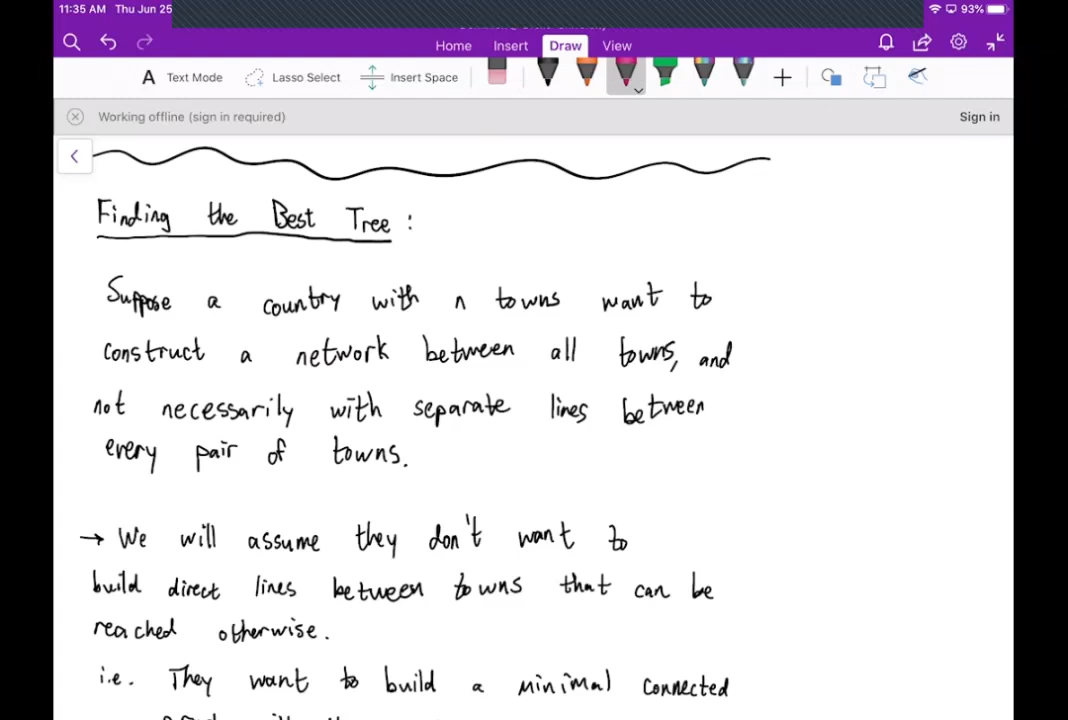 11:35 AM Thu Jun 25
93%
Home Insert Draw View
Text Mode Lasso Select Insert Space
Working offline (sign in required) Sign in
Finding the Best Tree :
Suppose a country with n towns want to
construct a network between all towns, and
not necessarily with separate lines between
every pair of towns.
→ We will assume they don't want to
build direct lines between towns that can be
reached otherwise.
i.e. They want to build a minimal connected